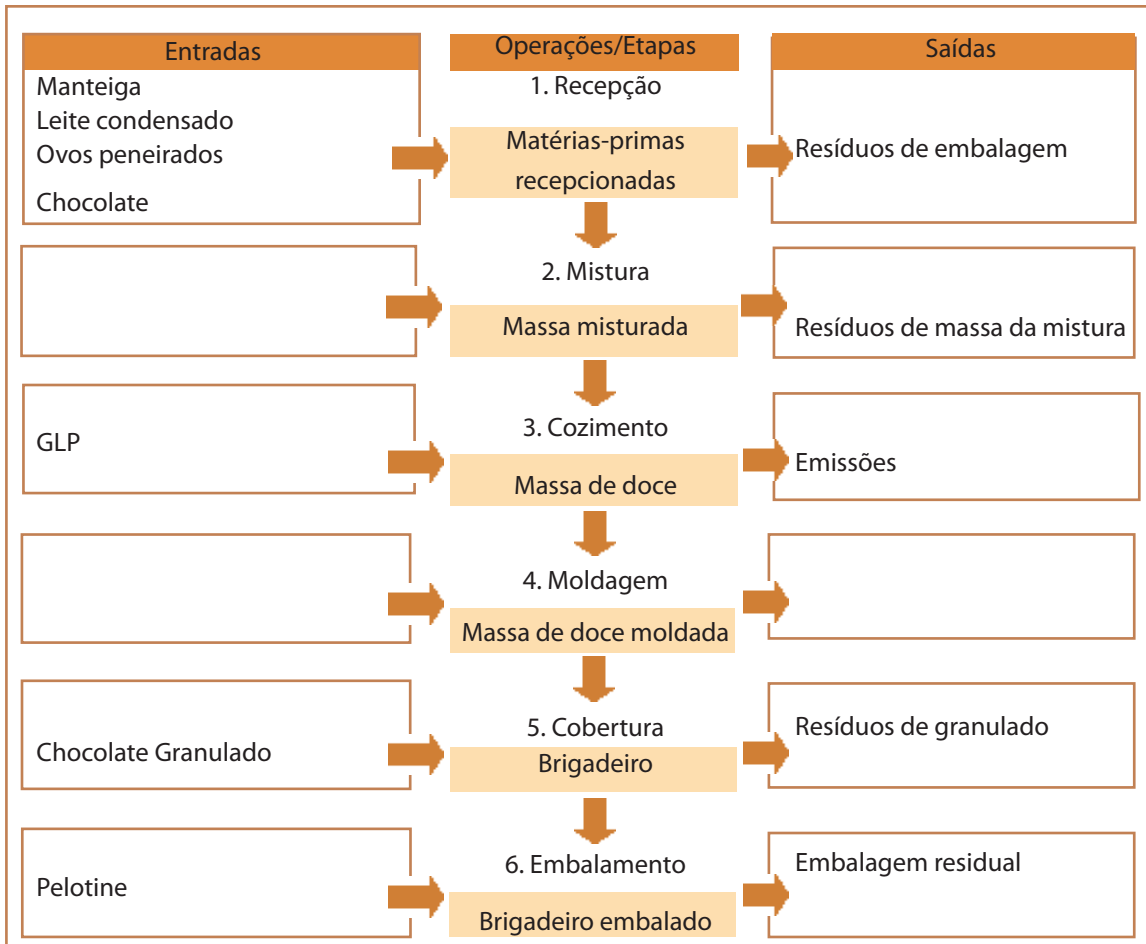 Entradas
Operações/Etapas
Saídas
Manteiga
Leite condensado
Ovos peneirados
Chocolate
1. Recepção
Matérias-primas
recepcionadas
Resíduos de embalagem
2. Mistura
Massa misturada
Resíduos de massa da mistura
GLP
3. Cozimento
Massa de doce
Emissões
4. Moldagem
Massa de doce moldada
Chocolate Granulado
5. Cobertura
Brigadeiro
Resíduos de granulado
Pelotine
6. Embalamento
Brigadeiro embalado
Embalagem residual